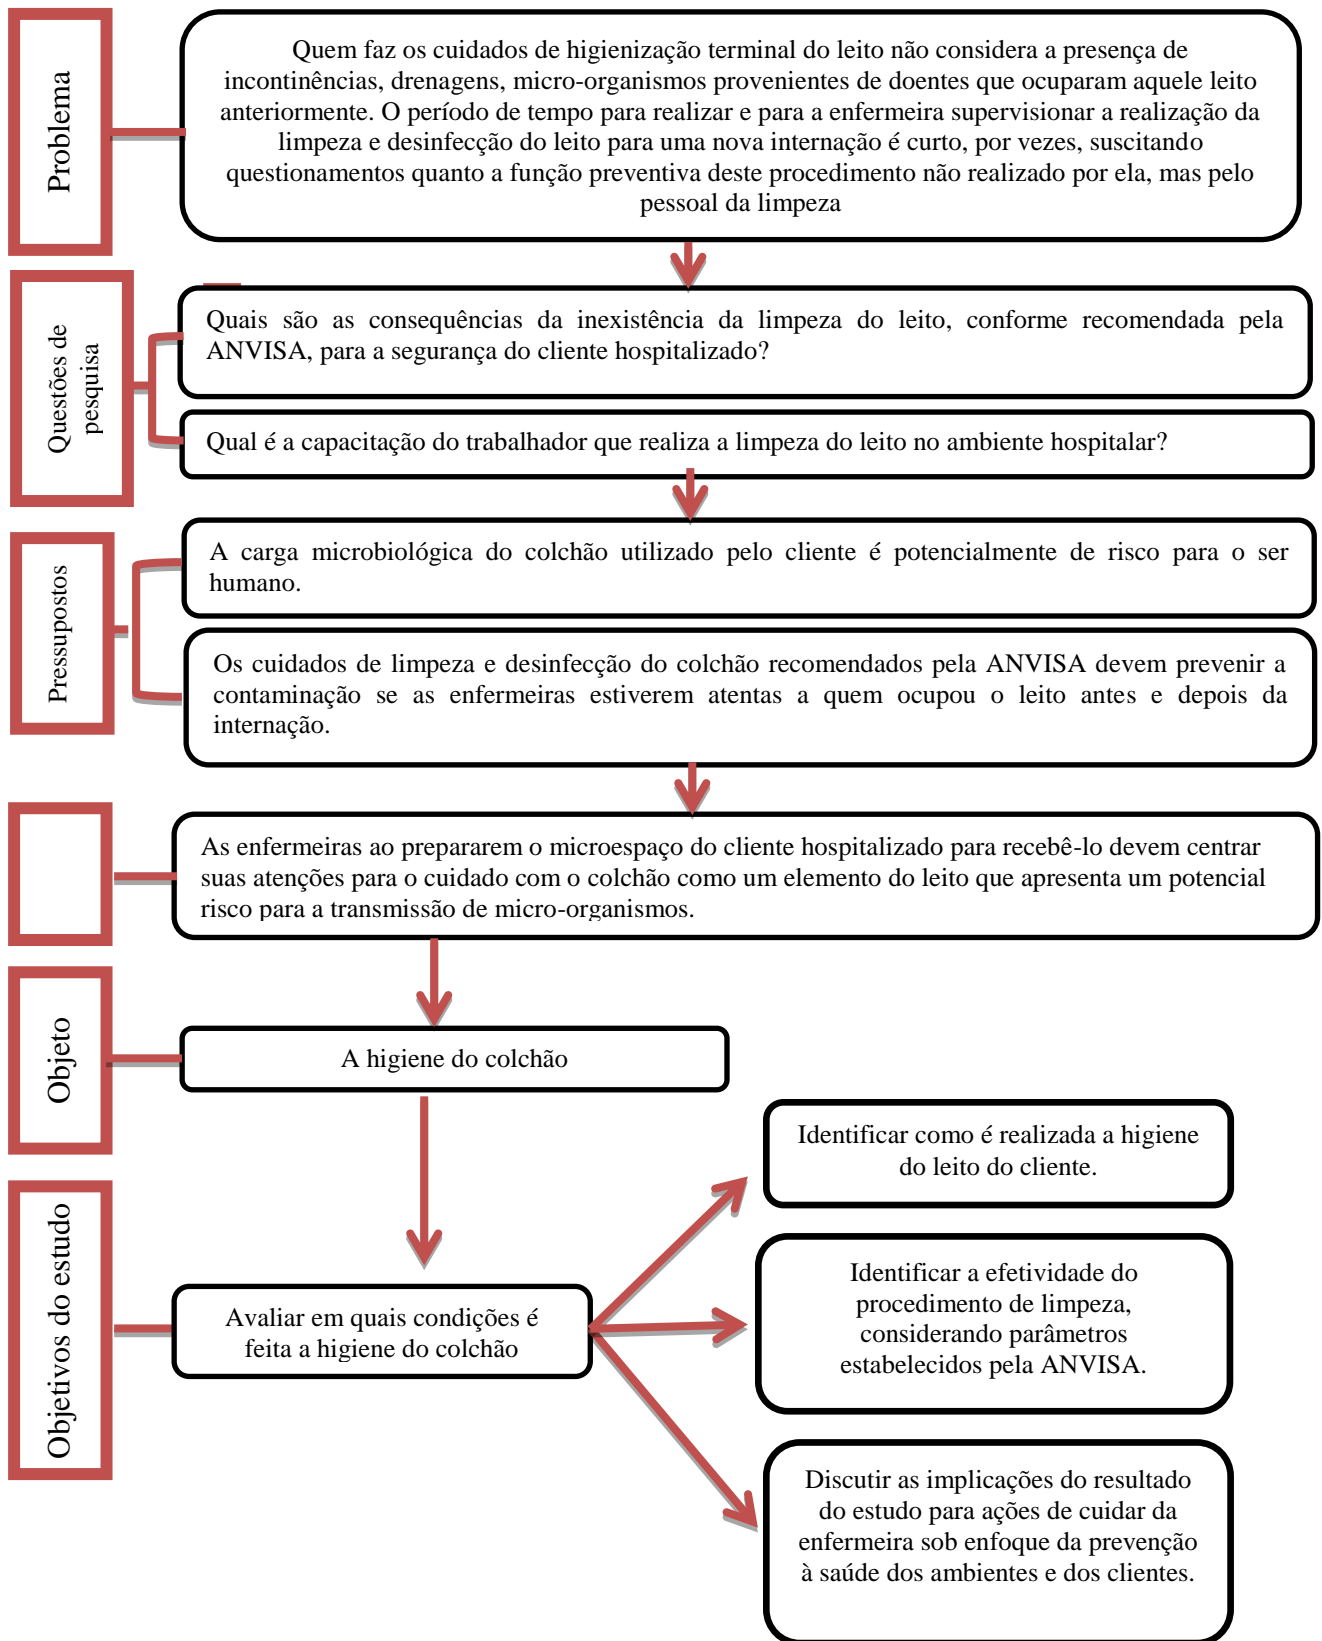 Problema
Quem faz os cuidados de higienização terminal do leito não considera a presença de
incontinências, drenagens, micro-organismos provenientes de doentes que ocuparam aquele leito
anteriormente. O período de tempo para realizar e para a enfermeira supervisionar a realização da
limpeza e desinfecção do leito para uma nova internação é curto, por vezes, suscitando
questionamentos quanto a função preventiva deste procedimento não realizado por ela, mas pelo
pessoal da limpeza
Questões de
pesquisa
Quais são as consequências da inexistência da limpeza do leito, conforme recomendada pela
ANVISA, para a segurança do cliente hospitalizado?
Qual é a capacitação do trabalhador que realiza a limpeza do leito no ambiente hospitalar?
Pressupostos
A carga microbiológica do colchão utilizado pelo cliente é potencialmente de risco para o ser
humano.
Os cuidados de limpeza e desinfecção do colchão recomendados pela ANVISA devem prevenir a
contaminação se as enfermeiras estiverem atentas a quem ocupou o leito antes e depois da
internação.
As enfermeiras ao prepararem o microespaço do cliente hospitalizado para recebê-lo devem centrar
suas atenções para o cuidado com o colchão como um elemento do leito que apresenta um potencial
risco para a transmissão de micro-organismos.
Objeto
A higiene do colchão
Objetivos do estudo
Avaliar em quais condições é
feita a higiene do colchão
Identificar como é realizada a higiene
do leito do cliente.
Identificar a efetividade do
procedimento de limpeza,
considerando parâmetros
estabelecidos pela ANVISA.
Discutir as implicações do resultado
do estudo para ações de cuidar da
enfermeira sob enfoque da prevenção
à saúde dos ambientes e dos clientes.